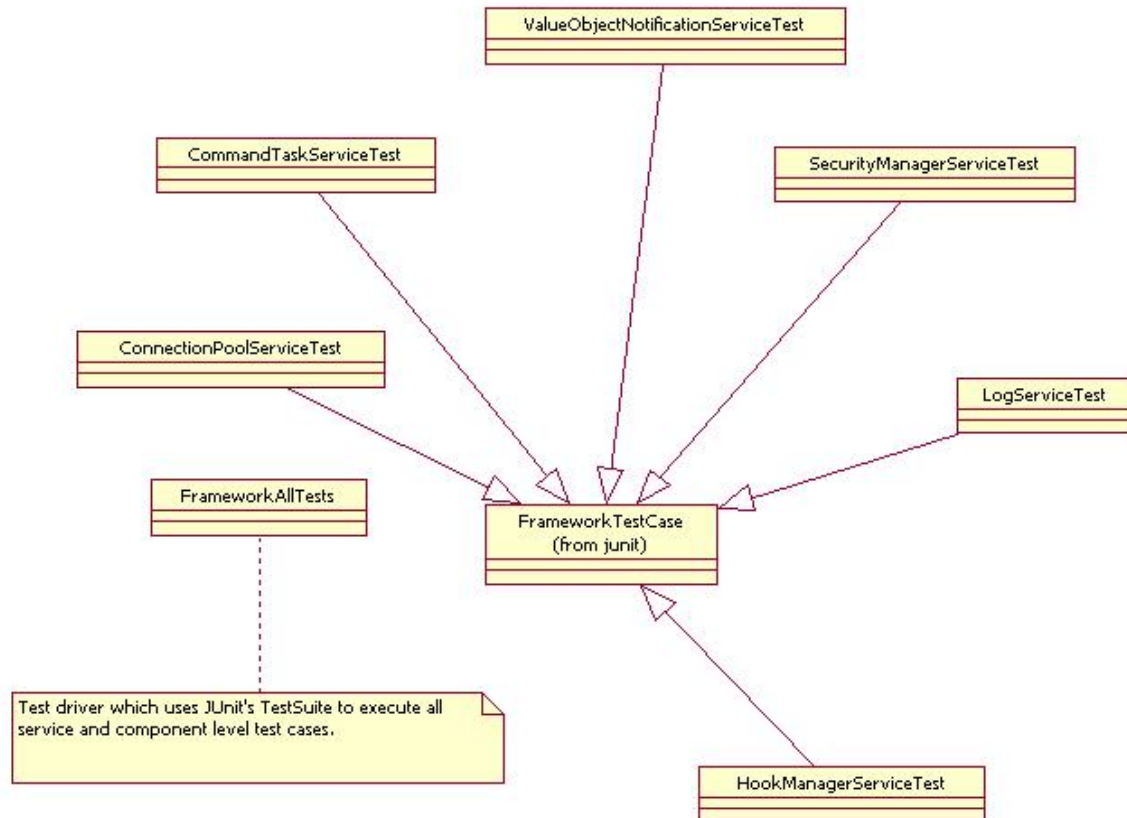 ValueObjectNotificationServiceTest
CommandTaskServiceTest
SecurityManagerServiceTest
ConnectionPoolServiceTest
LogServiceTest
FrameworkAllTests
FrameworkTestCase
(from junit)
Test driver which uses JUnit's TestSuite to execute all
service and component level test cases.
HookManagerServiceTest